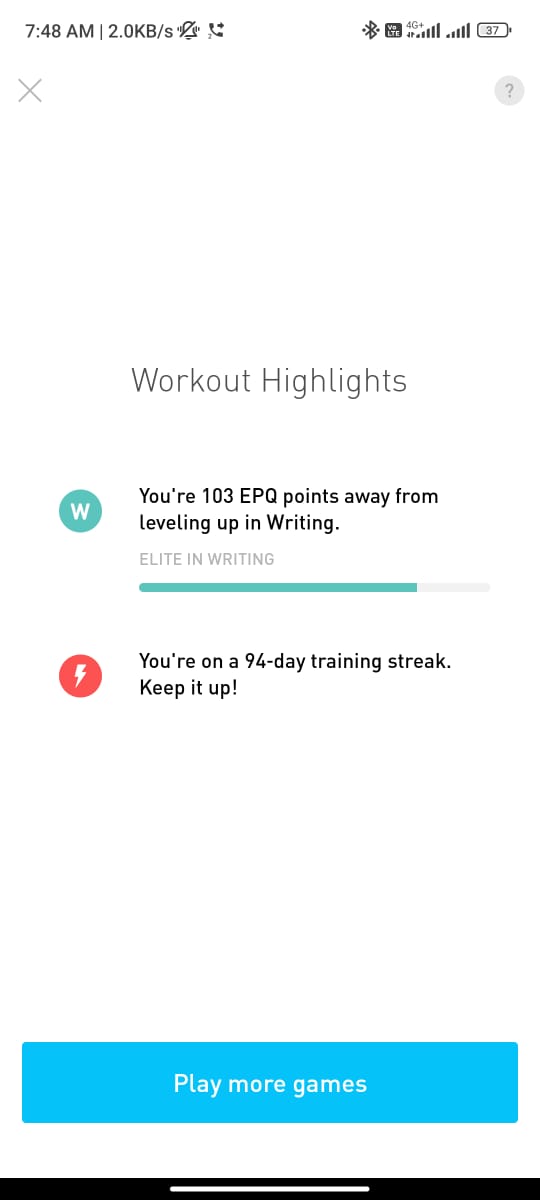 7:48 AM | 2.0KB/s
Vo
LTE
4G+
37
?
Workout Highlights
W
You're 103 EPQ points away from
leveling up in Writing.
ELITE IN WRITING
You're on a 94-day training streak.
Keep it up!
Play more games